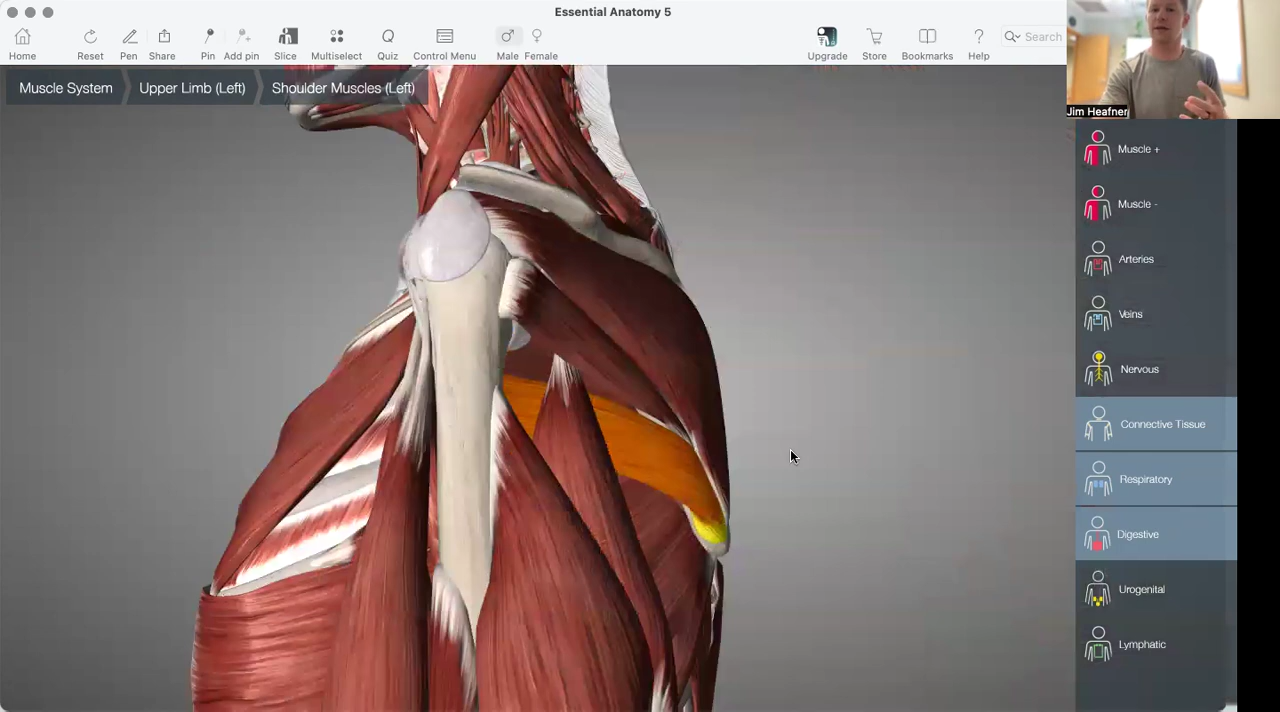 Essential Anatomy 5
Home
Reset
Pen
Share
Pin
Add pin
Slice
Multiselect
Quiz
Control Menu
Male
Female
Upgrade
Store
Bookmarks
Help
Search
Jim Heafner
Muscle System
Upper Limb (Left)
Shoulder Muscles (Left)
Muscle +
Muscle -
Arteries
Veins
Nervous
Connective Tissue
Respiratory
Digestive
Urogenital
Lymphatic